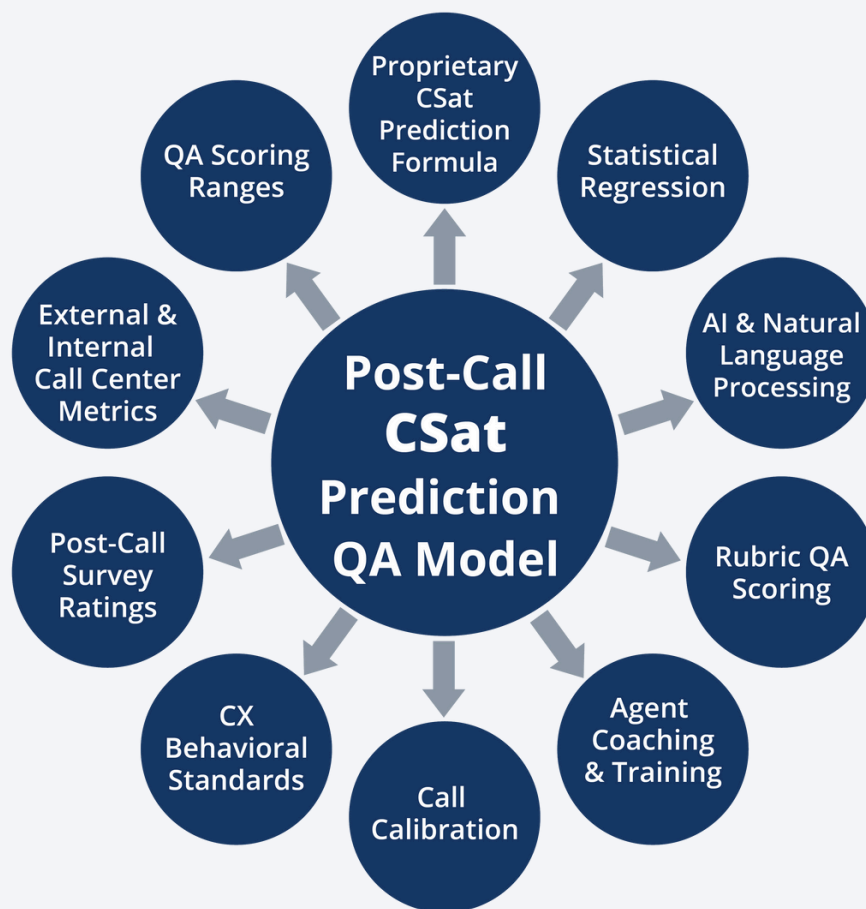 Post-Call
CSat
Prediction
QA Model
Proprietary
CSat
Prediction
Formula
Statistical
Regression
AI & Natural
Language
Processing
Rubric QA
Scoring
Agent
Coaching
& Training
Call
Calibration
CX
Behavioral
Standards
Post-Call
Survey
Ratings
External &
Internal
Call Center
Metrics
QA Scoring
Ranges